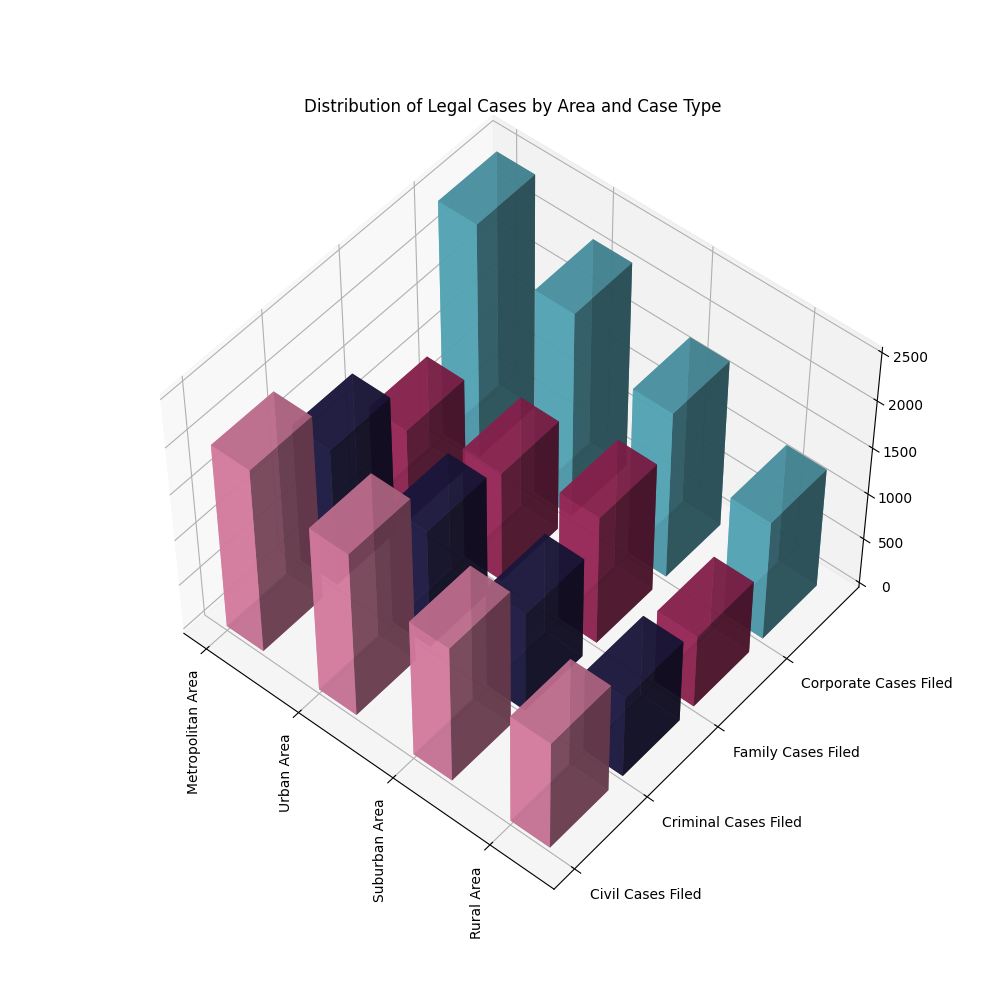 Distribution of Legal Cases by Area and Case Type
2500
2000
1500
1000
500
0
Corporate Cases Filed
Family Cases Filed
Criminal Cases Filed
Civil Cases Filed
Metropolitan Area
Urban Area
Suburban Area
Rural Area